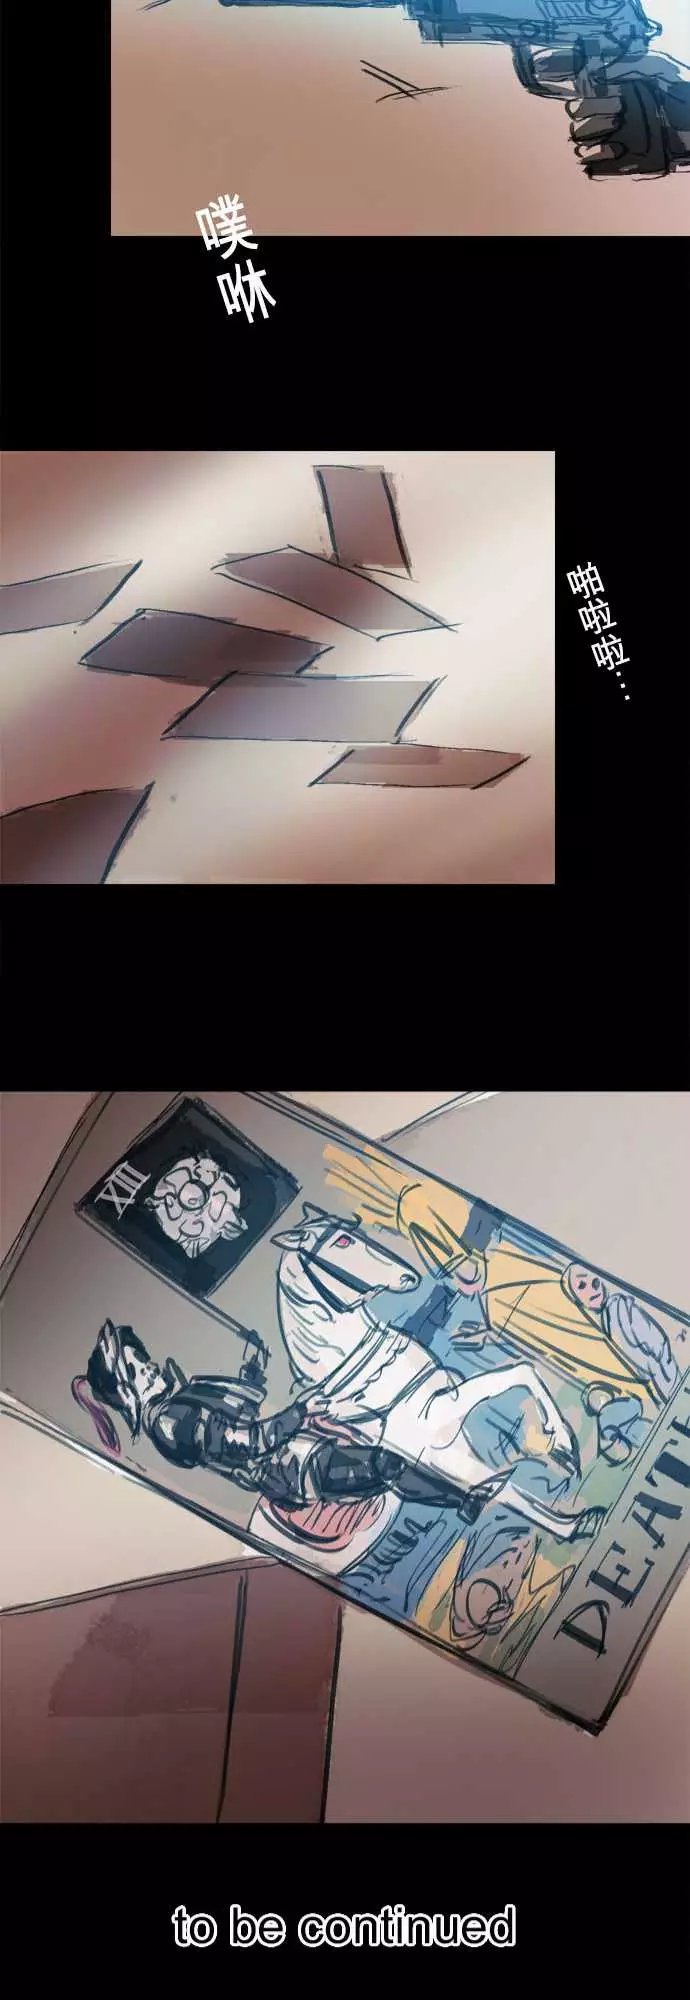 噗咻
啪啦啦…
XIII
DEATH
to be continued